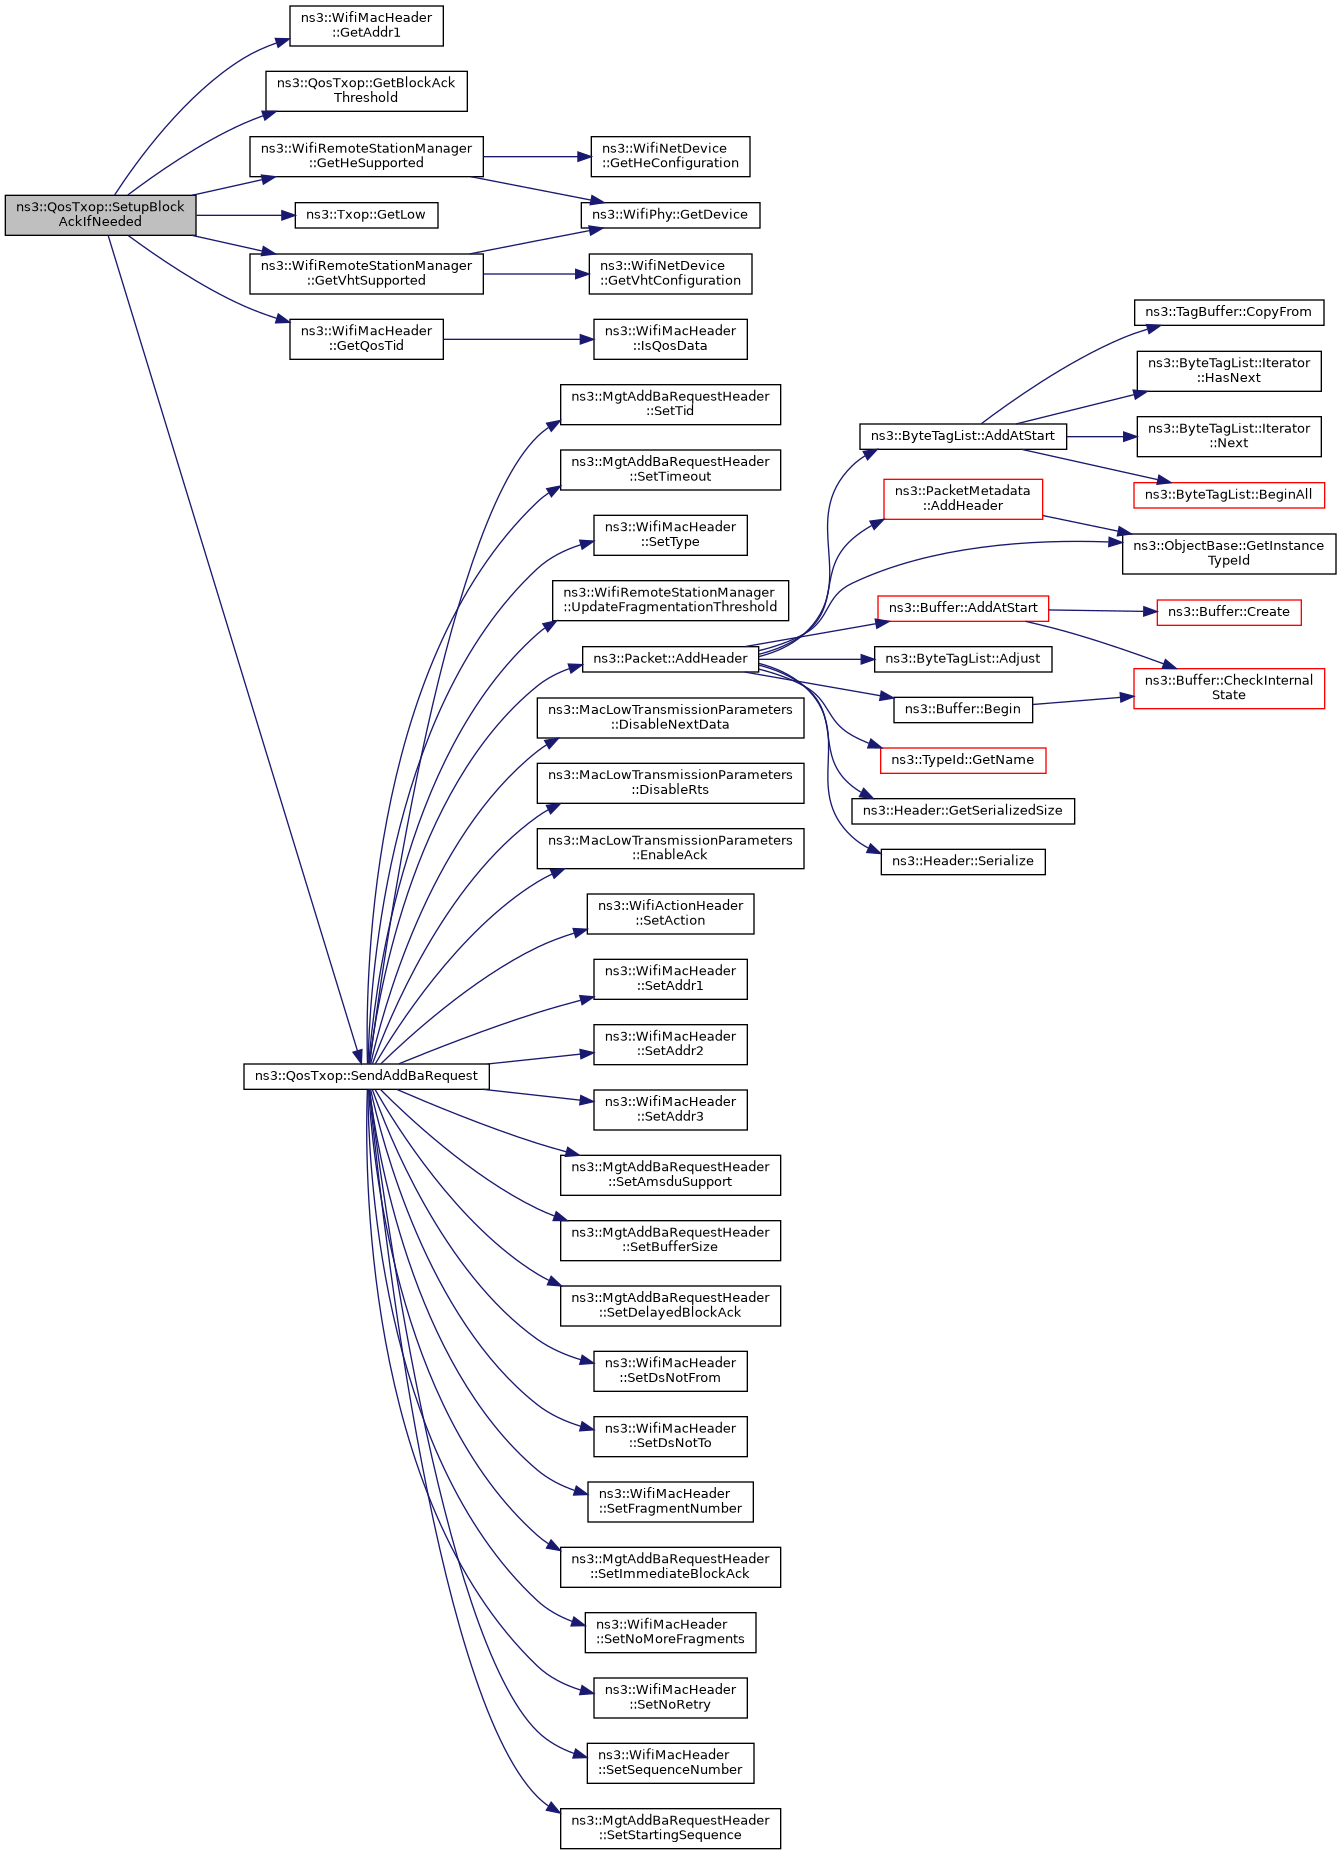 ns3::QosTxop::SetupBlock
AckIfNeeded
ns3::WifiMacHeader
::GetAddr1
ns3::QosTxop::GetBlockAck
Threshold
ns3::WifiRemoteStationManager
::GetHeSupported
ns3::Txop::GetLow
ns3::WifiRemoteStationManager
::GetVhtSupported
ns3::WifiMacHeader
::GetQosTid
ns3::QosTxop::SendAddBaRequest
ns3::WifiNetDevice
::GetHeConfiguration
ns3::WifiPhy::GetDevice
ns3::WifiNetDevice
::GetVhtConfiguration
ns3::WifiMacHeader
::IsQosData
ns3::MgtAddBaRequestHeader
::SetTid
ns3::MgtAddBaRequestHeader
::SetTimeout
ns3::WifiMacHeader
::SetType
ns3::WifiRemoteStationManager
::UpdateFragmentationThreshold
ns3::Packet::AddHeader
ns3::MacLowTransmissionParameters
::DisableNextData
ns3::MacLowTransmissionParameters
::DisableRts
ns3::MacLowTransmissionParameters
::EnableAck
ns3::WifiActionHeader
::SetAction
ns3::WifiMacHeader
::SetAddr1
ns3::WifiMacHeader
::SetAddr2
ns3::WifiMacHeader
::SetAddr3
ns3::MgtAddBaRequestHeader
::SetAmsduSupport
ns3::MgtAddBaRequestHeader
::SetBufferSize
ns3::MgtAddBaRequestHeader
::SetDelayedBlockAck
ns3::WifiMacHeader
::SetDsNotFrom
ns3::WifiMacHeader
::SetDsNotTo
ns3::WifiMacHeader
::SetFragmentNumber
ns3::MgtAddBaRequestHeader
::SetImmediateBlockAck
ns3::WifiMacHeader
::SetNoMoreFragments
ns3::WifiMacHeader
::SetNoRetry
ns3::WifiMacHeader
::SetSequenceNumber
ns3::MgtAddBaRequestHeader
::SetStartingSequence
ns3::ByteTagList::AddAtStart
ns3::PacketMetadata
::AddHeader
ns3::Buffer::AddAtStart
ns3::ByteTagList::Adjust
ns3::Buffer::Begin
ns3::TypeId::GetName
ns3::Header::GetSerializedSize
ns3::Header::Serialize
ns3::TagBuffer::CopyFrom
ns3::ByteTagList::Iterator
::HasNext
ns3::ByteTagList::Iterator
::Next
ns3::ByteTagList::BeginAll
ns3::ObjectBase::GetInstance
TypeId
ns3::Buffer::Create
ns3::Buffer::CheckInternal
State